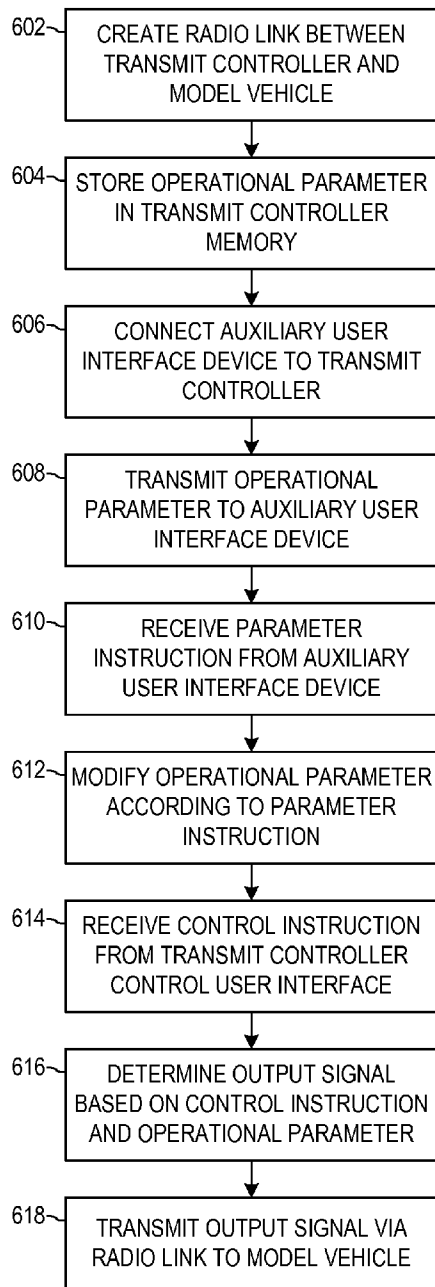 602
CREATE RADIO LINK BETWEEN
TRANSMIT CONTROLLER AND
MODEL VEHICLE
604
STORE OPERATIONAL PARAMETER
IN TRANSMIT CONTROLLER
MEMORY
606
CONNECT AUXILIARY USER
INTERFACE DEVICE TO TRANSMIT
CONTROLLER
608
TRANSMIT OPERATIONAL
PARAMETER TO AUXILIARY USER
INTERFACE DEVICE
610
RECEIVE PARAMETER
INSTRUCTION FROM AUXILIARY
USER INTERFACE DEVICE
612
MODIFY OPERATIONAL PARAMETER
ACCORDING TO PARAMETER
INSTRUCTION
614
RECEIVE CONTROL INSTRUCTION
FROM TRANSMIT CONTROLLER
CONTROL USER INTERFACE
616
DETERMINE OUTPUT SIGNAL
BASED ON CONTROL INSTRUCTION
AND OPERATIONAL PARAMETER
618
TRANSMIT OUTPUT SIGNAL VIA
RADIO LINK TO MODEL VEHICLE